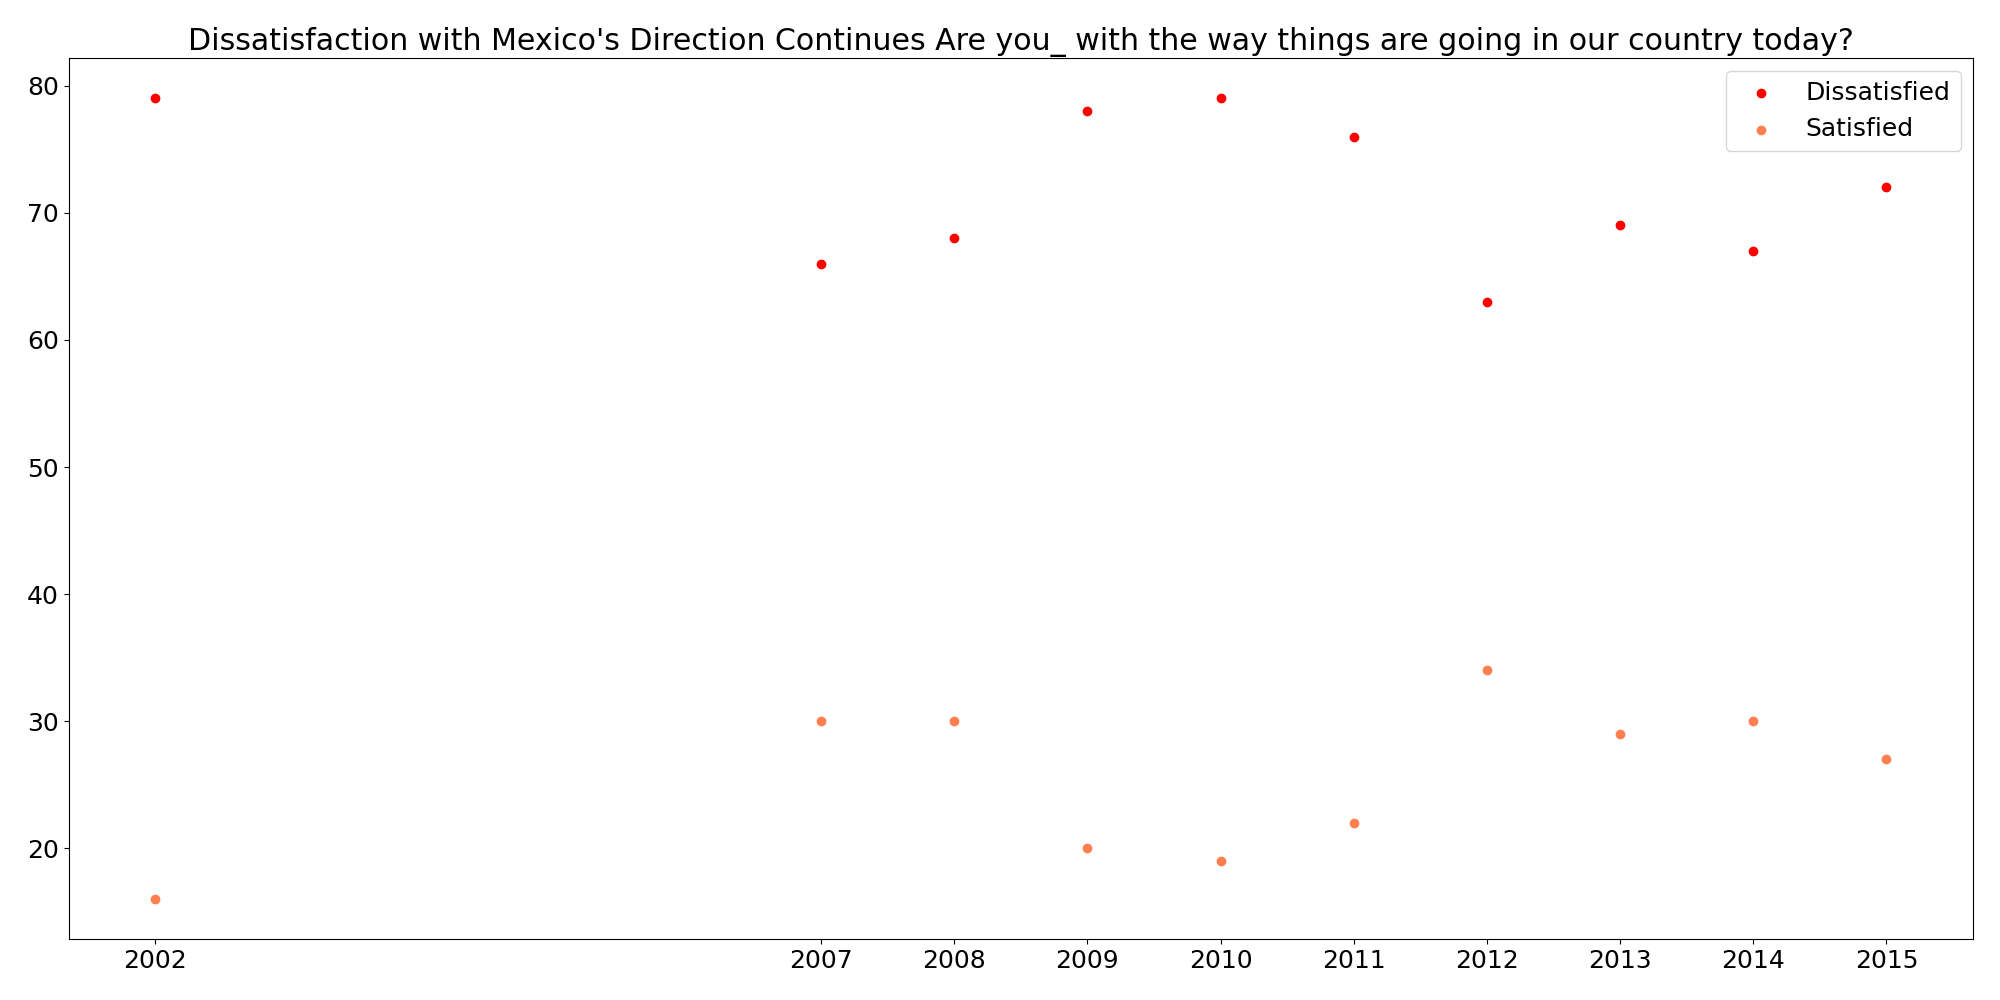 Dissatisfaction with Mexico's Direction Continues Are you_ with the way things are going in our country today?
Dissatisfied
Satisfied
80
70
60
50
40
30
20
2002 2007 2008 2009 2010 2011 2012 2013 2014 2015